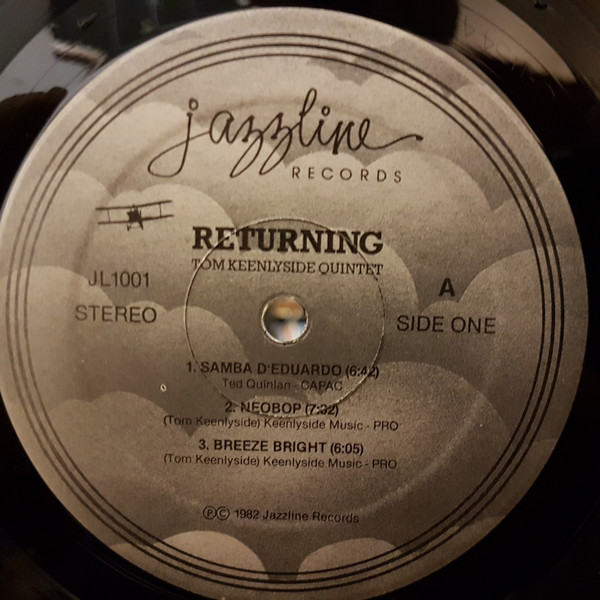 jazzline
RECORDS
RETURNING
TOM KEENLYSIDE QUINTET
JL1001
STEREO
A
SIDE ONE
1. SAMBA D'EDUARDO (6:42)
Ted Quinlan - CAPAC
2. NEOBOP (7:32)
(Tom Keenlyside) Keenlyside Music - PRO
3. BREEZE BRIGHT (6:05)
(Tom Keenlyside) Keenlyside Music - PRO
ⓅⒸ 1982 Jazzline Records